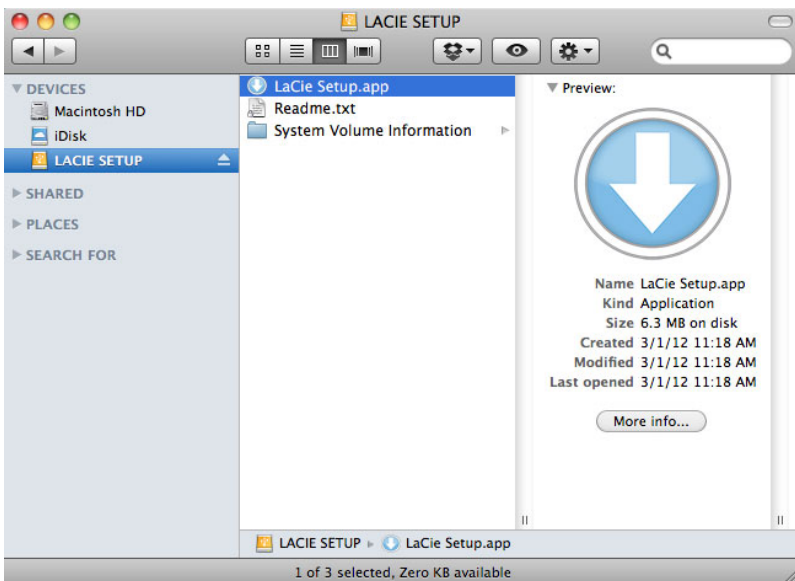 LACIE SETUP
DEVICES
Macintosh HD
iDisk
LACIE SETUP
SHARED
PLACES
SEARCH FOR
LaCie Setup.app
Readme.txt
System Volume Information
Preview:
Name LaCie Setup.app
Kind Application
Size 6.3 MB on disk
Created 3/1/12 11:18 AM
Modified 3/1/12 11:18 AM
Last opened 3/1/12 11:18 AM
More info...
LACIE SETUP LaCie Setup.app
1 of 3 selected, Zero KB available